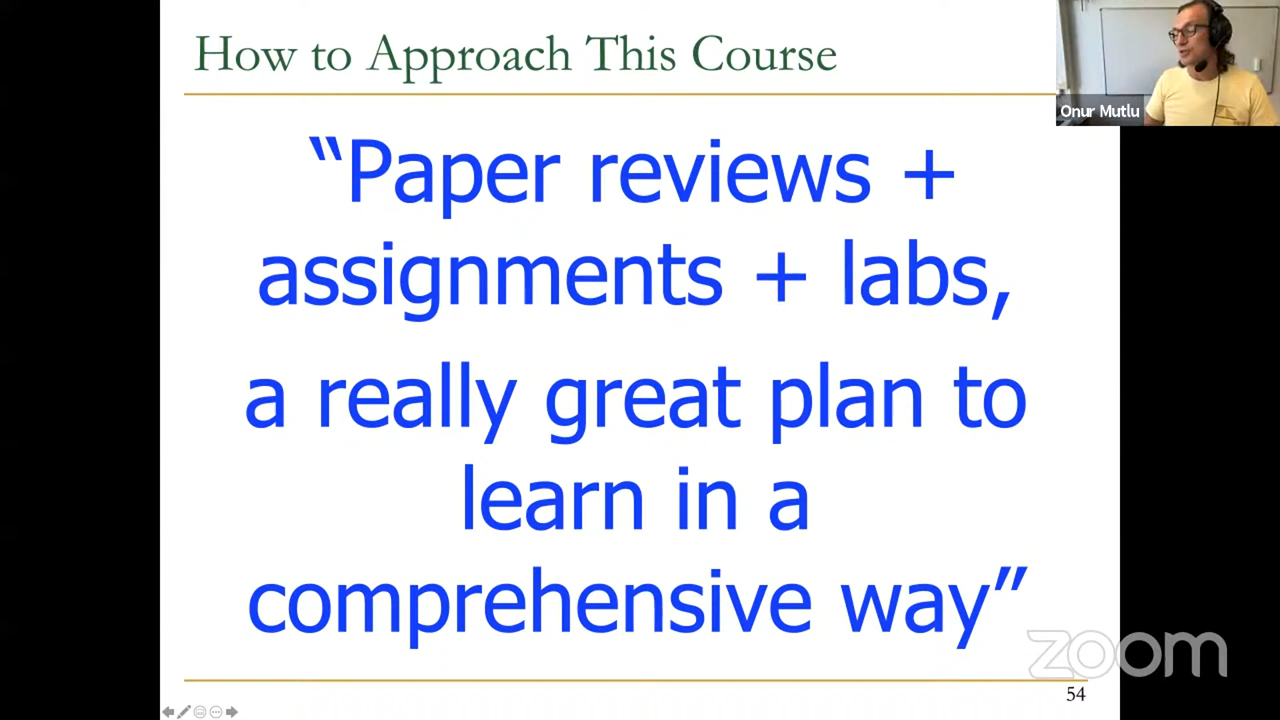 How to Approach This Course
Onur Mutlu
“Paper reviews +
assignments + labs,
a really great plan to
learn in a
comprehensive way”
zoom
54